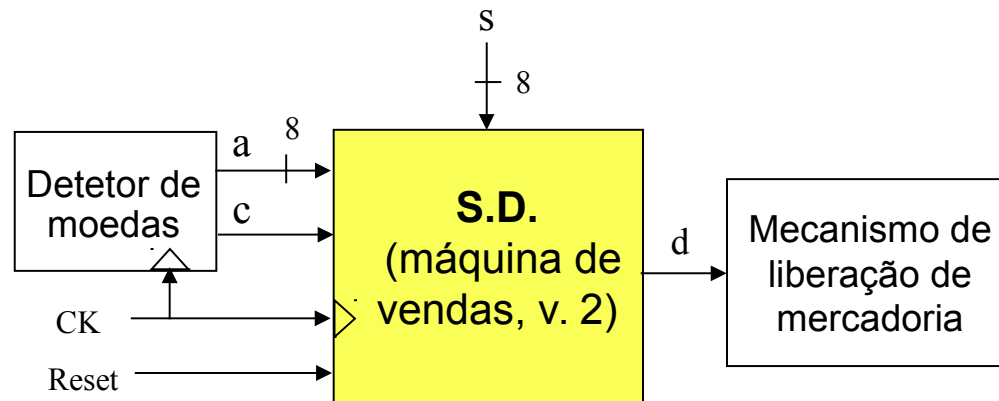 s
8
a
8
c
Detetor de
moedas
S.D.
(máquina de
vendas, v. 2)
d
Mecanismo de
liberação de
mercadoria
CK
Reset